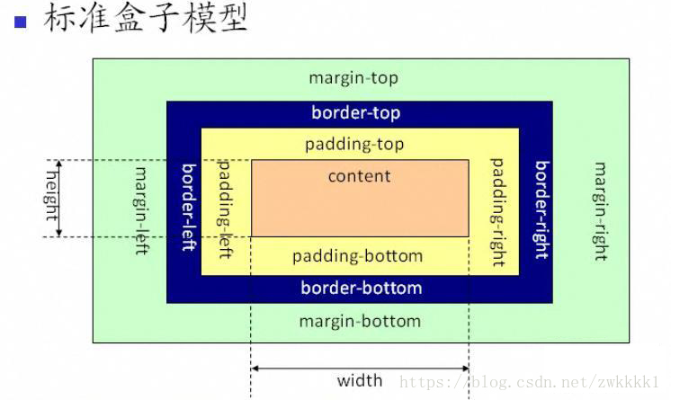 标准盒子模型
margin-top
border-top
padding-top
content
height
margin-left
border-left
padding-left
padding-right
border-right
margin-right
padding-bottom
border-bottom
margin-bottom
width
https://blog.csdn.net/zwkkkk1